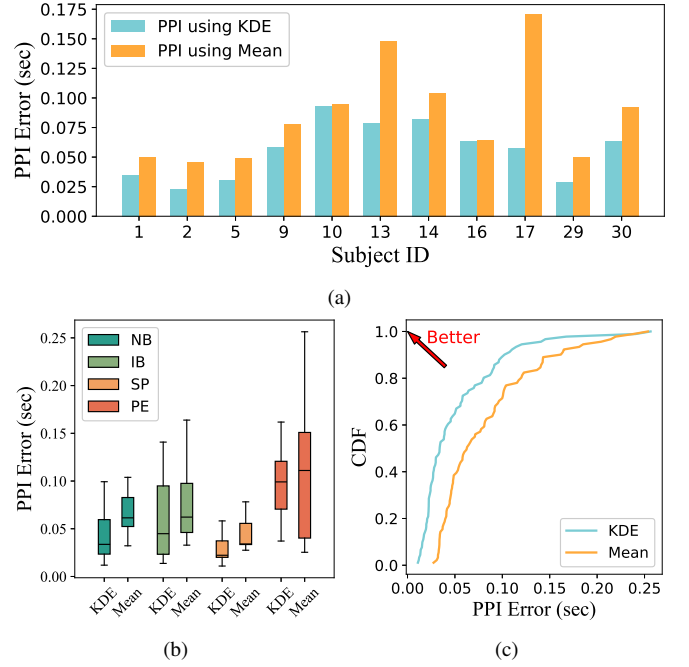 0.175
0.150
0.125
0.100
0.075
0.050
0.025
0.000
PPI Error (sec)
PPI using KDE
PPI using Mean
1 2 5 9 10 13 14 16 17 29 30
Subject ID
(a)
0.25
0.20
0.15
0.10
0.05
0.00
PPI Error (sec)
NB
IB
SP
PE
KDE Mean KDE Mean KDE Mean KDE Mean
(b)
1.0
0.8
0.6
0.4
0.2
0.0
CDF
Better
KDE
Mean
0.00 0.05 0.10 0.15 0.20 0.25
PPI Error (sec)
(c)